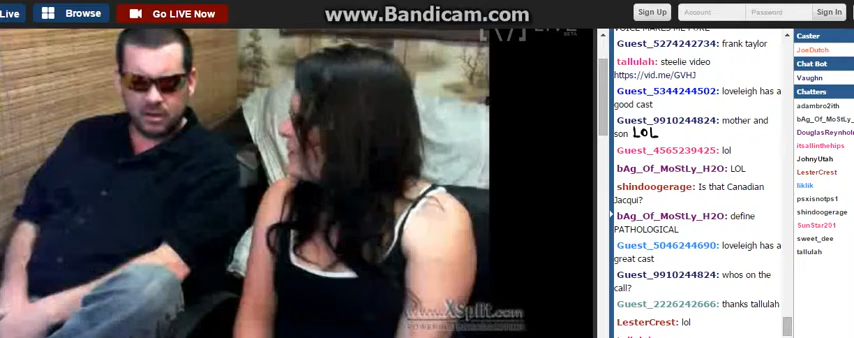 Live
Browse
Go LIVE Now
www.Bandicam.com
Sign Up
Account
Password
Sign In
BETA
Guest_5274242734: frank taylor
tallulah: steelie video
https://vid.me/GVHJ
Guest_5344244502: loveleigh has a
good cast
Guest_9910244824: mother and
son LOL
Guest_4565239425: lol
bAg_Of_MoStLy_H2O: LOL
shindoogerage: Is that Canadian
Jacqui?
bAg_Of_MoStLy_H2O: define
PATHOLOGICAL
Guest_5046244690: loveleigh has a
great cast
Guest_9910244824: whos on the
call?
Guest_2226242666: thanks tallulah
LesterCrest: lol
Caster
JoeDutch
Chat Bot
Vaughn
Chatters
adambro2ith
bAg_Of_MoStLy_
DouglasReynholm
itsallinthehips
JohnyUtah
LesterCrest
liklik
psxisnotps1
shindoogerage
SunStar201
sweet_dee
tallulah
www.XSplit.com